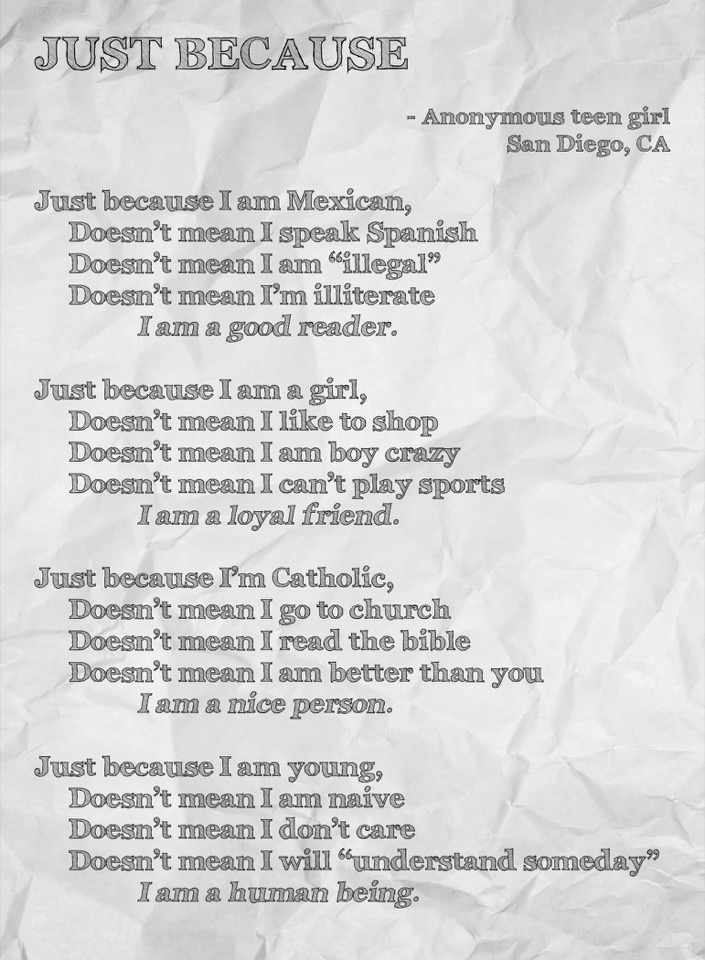 JUST BECAUSE
- Anonymous teen girl
San Diego, CA
Just because I am Mexican,
Doesn’t mean I speak Spanish
Doesn’t mean I am “illegal”
Doesn’t mean I’m illiterate
I am a good reader.
Just because I am a girl,
Doesn’t mean I like to shop
Doesn’t mean I am boy crazy
Doesn’t mean I can’t play sports
I am a loyal friend.
Just because I’m Catholic,
Doesn’t mean I go to church
Doesn’t mean I read the bible
Doesn’t mean I am better than you
I am a nice person.
Just because I am young,
Doesn’t mean I am naive
Doesn’t mean I don’t care
Doesn’t mean I will “understand someday”
I am a human being.